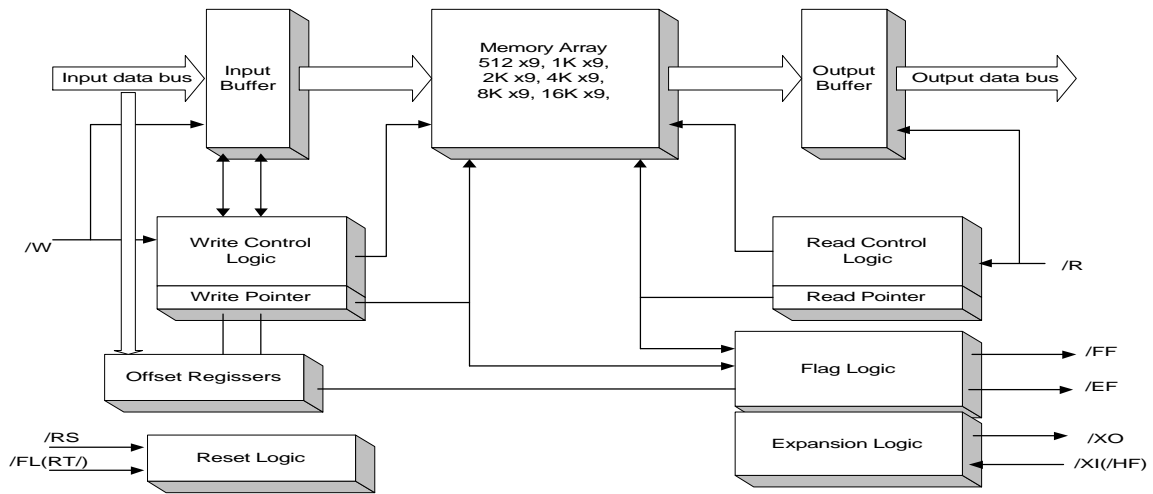 Input data bus
Input
Buffer
Memory Array
512 x9, 1K x9,
2K x9, 4K x9,
8K x9, 16K x9,
Output
Buffer
Output data bus
/W
Write Control
Logic
Write Pointer
Read Control
Logic
Read Pointer
/R
Offset Regissers
Flag Logic
/FF
/EF
/RS
/FL(RT/)
Reset Logic
Expansion Logic
/XO
/XI(/HF)